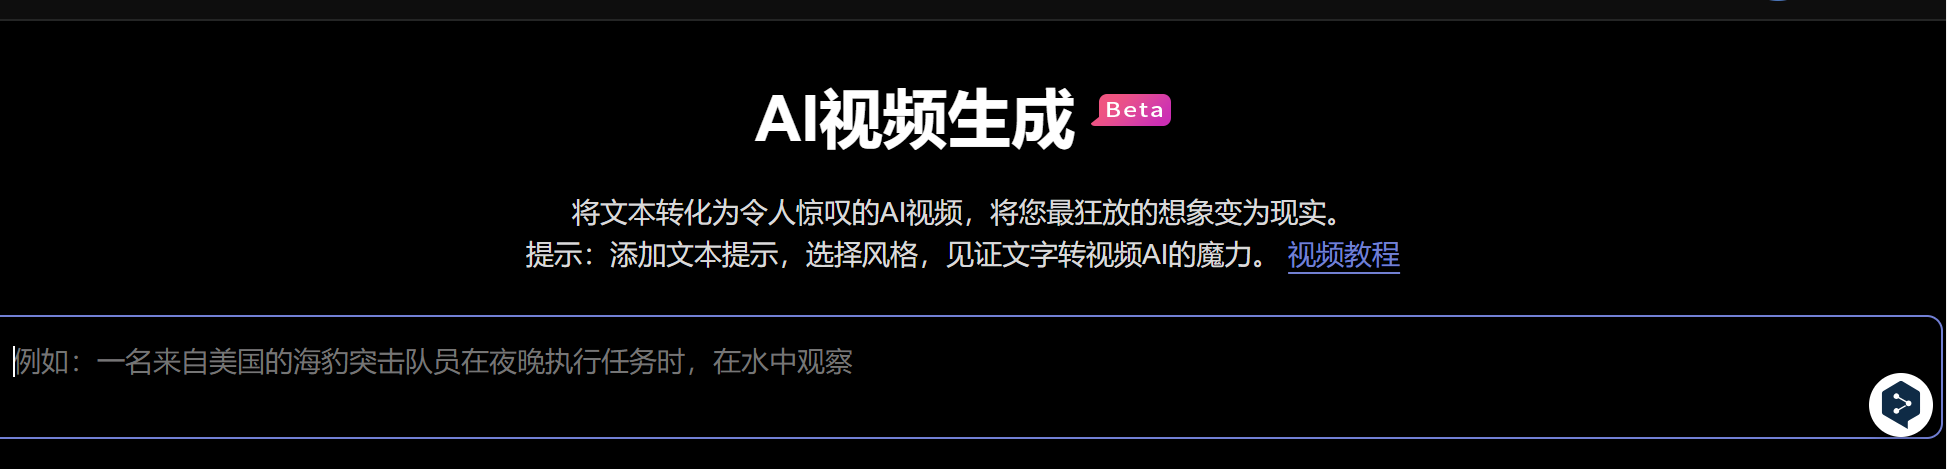 AI视频生成 Beta
将文本转化为令人惊叹的AI视频，将您最狂放的想象变为现实。
提示：添加文本提示，选择风格，见证文字转视频AI的魔力。 视频教程
例如：一名来自美国的海豹突击队员在夜晚执行任务时，在水中观察